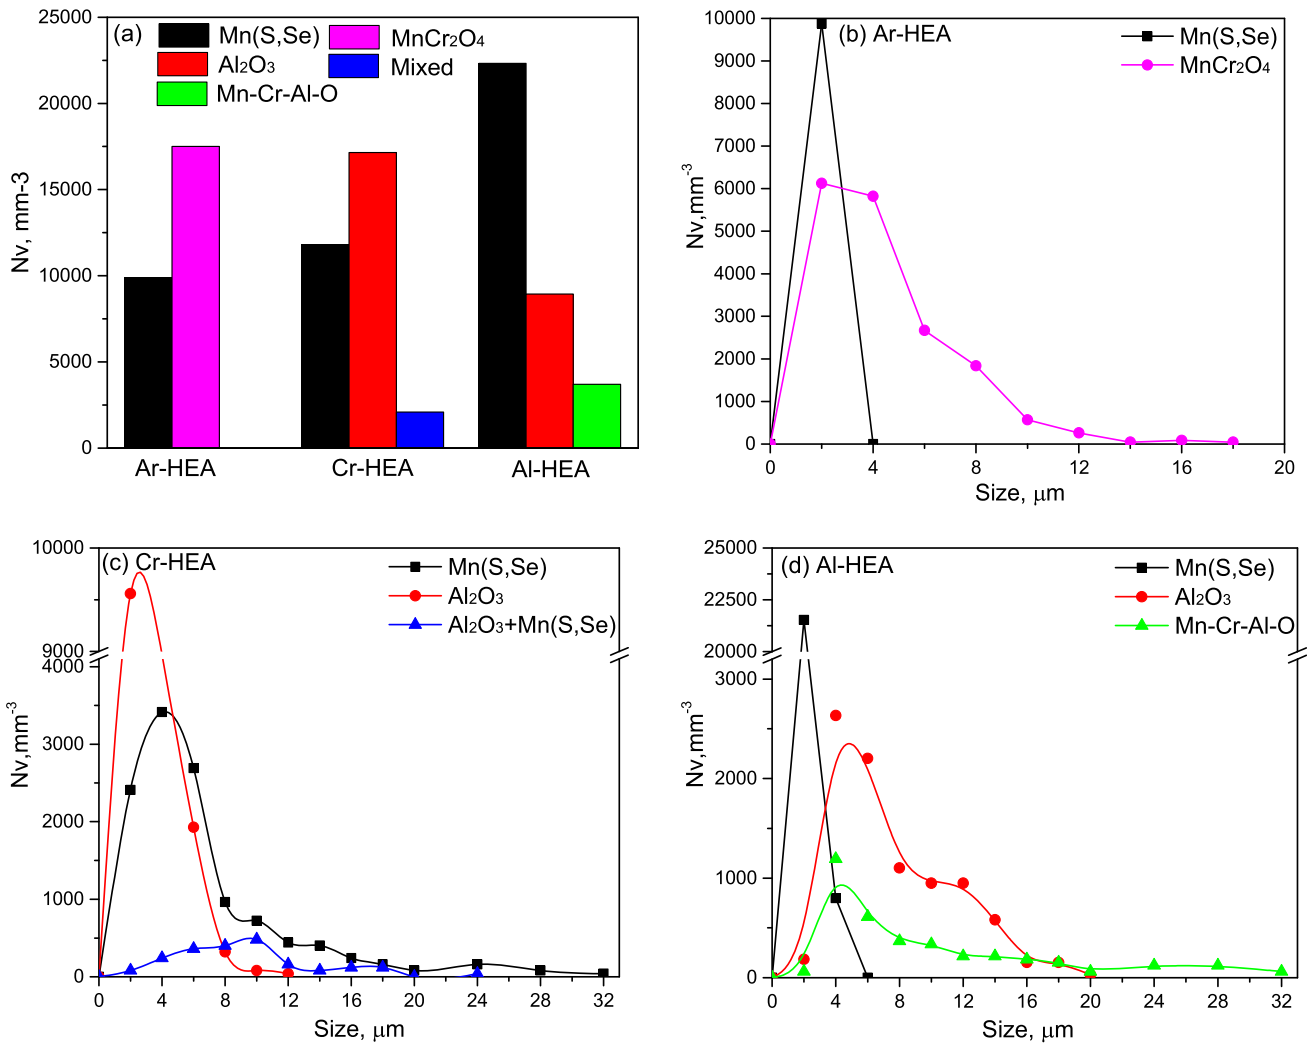 (a)
Mn(S,Se)
Al2O3
Mn-Cr-Al-O
MnCr2O4
Mixed
25000
20000
15000
10000
5000
0
Nv, mm-3
Ar-HEA
Cr-HEA
Al-HEA
(b) Ar-HEA
Mn(S,Se)
MnCr2O4
10000
9000
8000
7000
6000
5000
4000
3000
2000
1000
0
Nv,mm-3
0 4 8 12 16 20
Size, μm
(c) Cr-HEA
Mn(S,Se)
Al2O3
Al2O3+Mn(S,Se)
10000
9000
4000
3000
2000
1000
0
Nv,mm-3
0 4 8 12 16 20 24 28 32
Size, μm
(d) Al-HEA
Mn(S,Se)
Al2O3
Mn-Cr-Al-O
25000
22500
20000
3000
2000
1000
0
Nv,mm-3
0 4 8 12 16 20 24 28 32
Size, μm